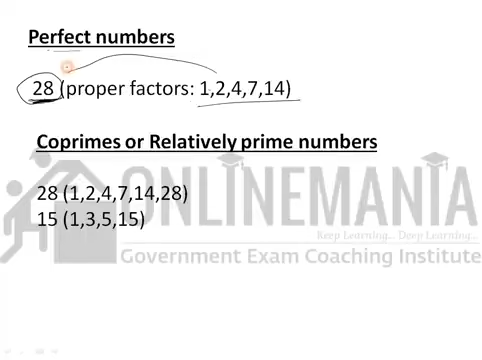 Perfect numbers
28 (proper factors: 1,2,4,7,14)
Coprimes or Relatively prime numbers
28 (1,2,4,7,14,28)
15 (1,3,5,15)
ONLINEMANIA
Keep Learning... Deep Learning...
Government Exam Coaching Institute